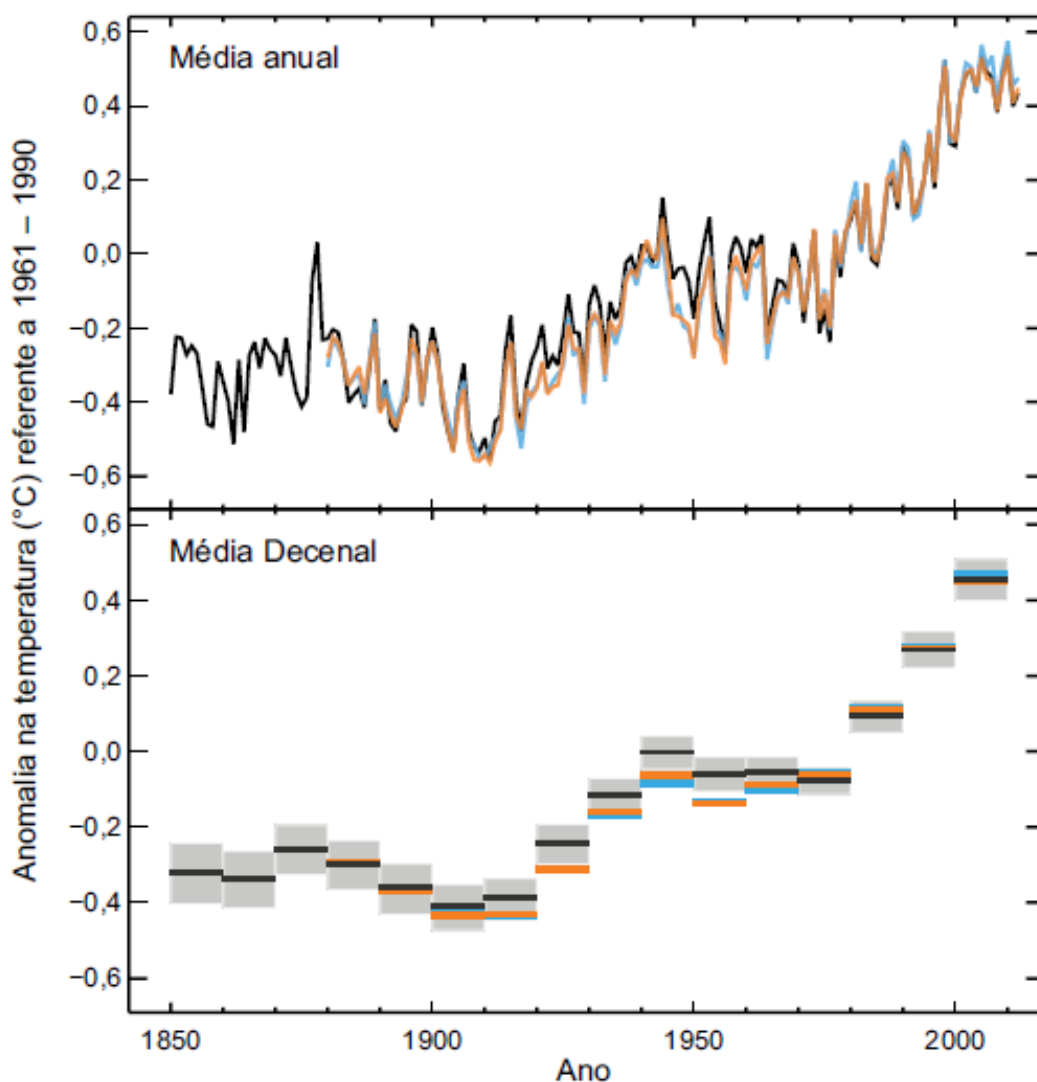 Anomalia na temperatura (°C) referente a 1961 – 1990
Média anual
0,6
0,4
0,2
0,0
−0,2
−0,4
−0,6
Média Decenal
0,6
0,4
0,2
0,0
−0,2
−0,4
−0,6
1850 1900 1950 2000
Ano